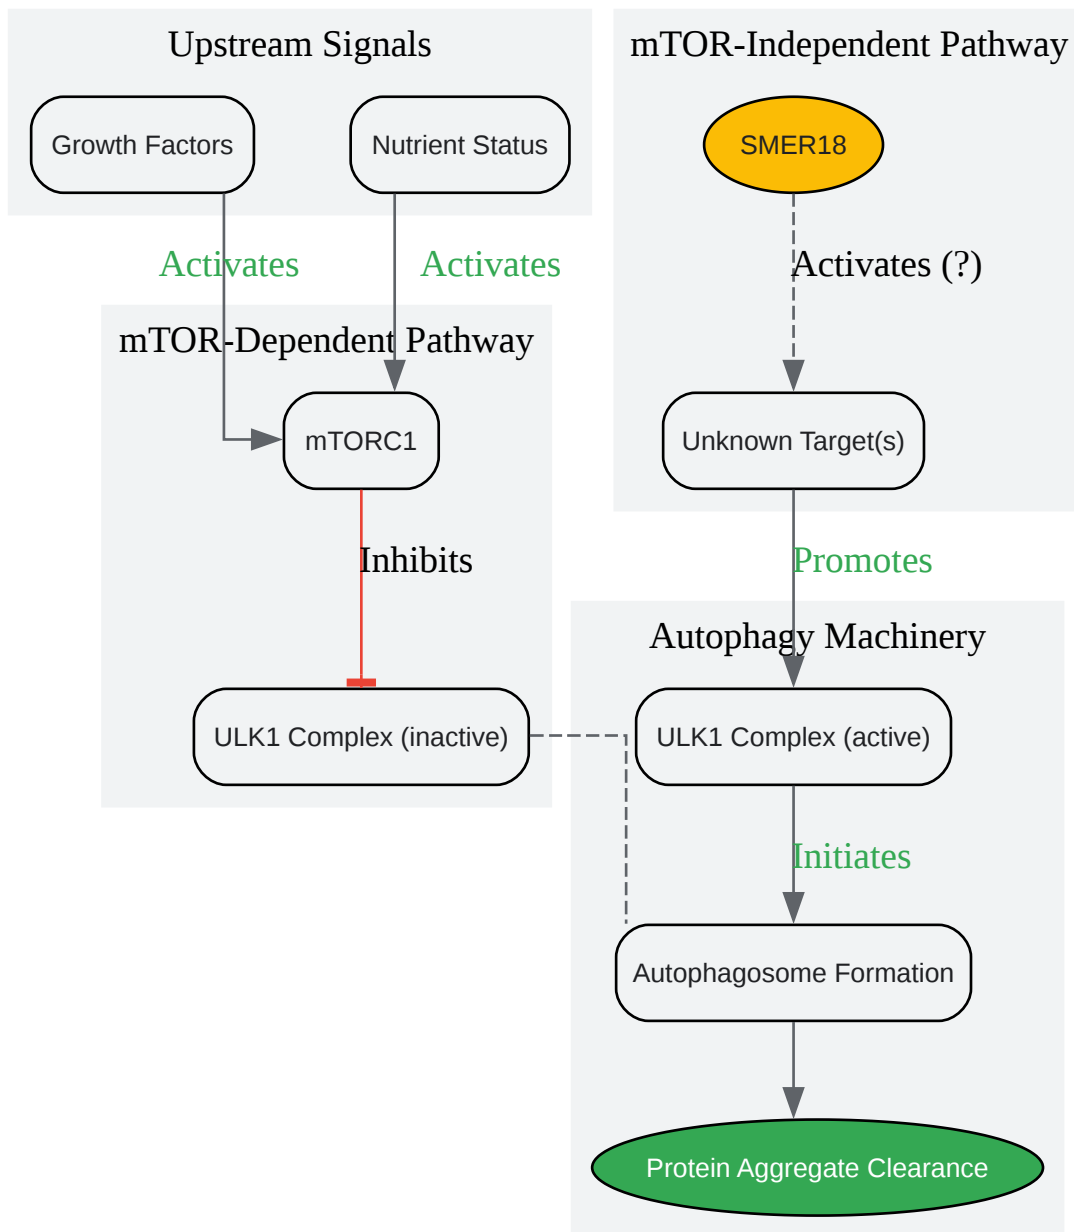 Upstream Signals
mTOR-Independent Pathway
Growth Factors
Nutrient Status
SMER18
Activates
Activates
Activates (?)
mTOR-Dependent Pathway
mTORC1
Unknown Target(s)
Inhibits
Promotes
Autophagy Machinery
ULK1 Complex (inactive)
ULK1 Complex (active)
Initiates
Autophagosome Formation
Protein Aggregate Clearance